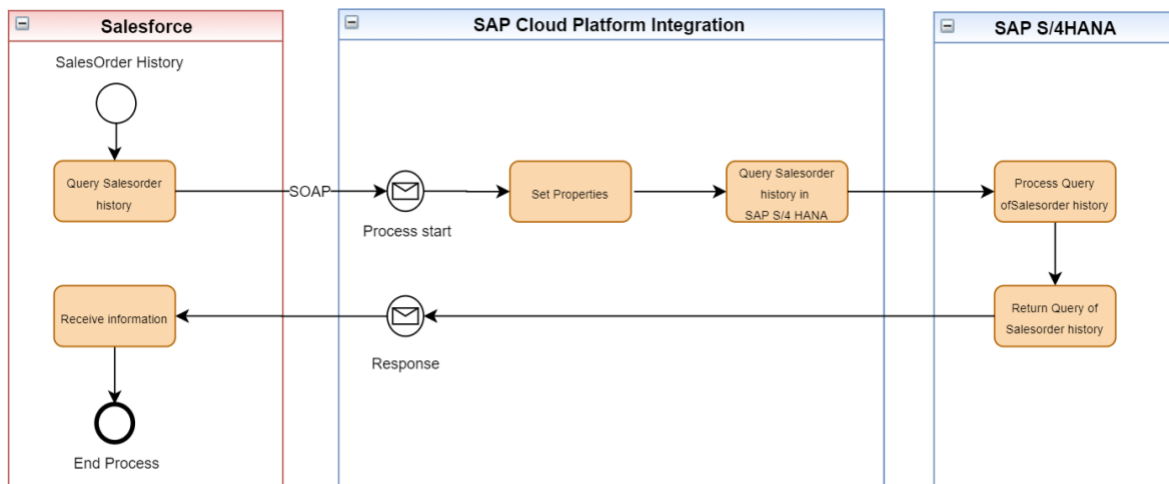 Salesforce
SAP Cloud Platform Integration
SAP S/4HANA
SalesOrder History
Query Salesorder
history
SOAP
Process start
Set Properties
Query Salesorder
history in
SAP S/4 HANA
Process Query
ofSalesorder history
Receive information
Response
Return Query of
Salesorder history
End Process